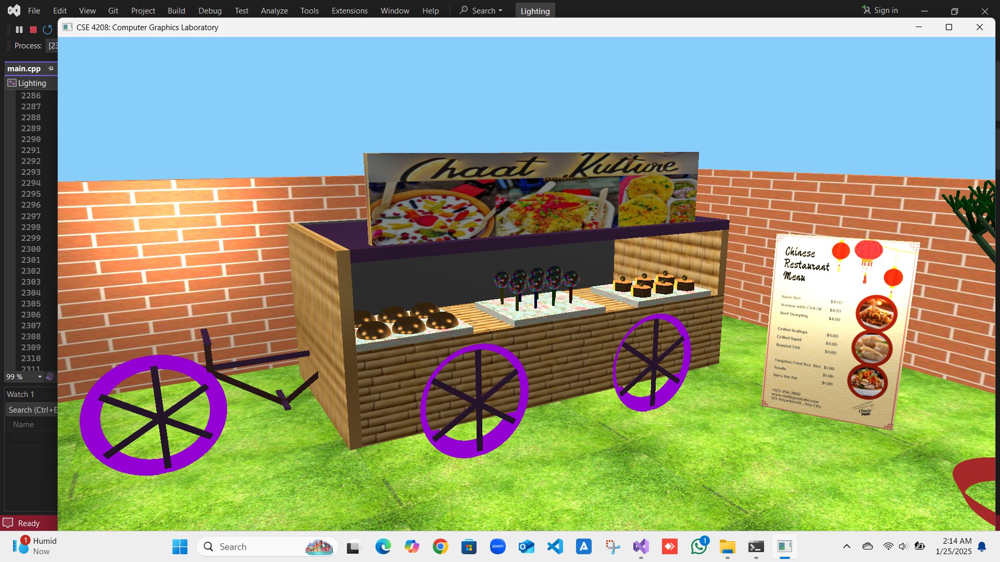 File Edit View Git Project Build Debug Test Analyze Tools Extensions Window Help Search Lighting Sign in
CSE 4208: Computer Graphics Laboratory
Process: [23
main.cpp
Lighting
2286
2287
2288
2289
2290
2291
2292
2293
2294
2295
2296
2297
2298
2299
2300
2301
2302
2303
2304
2305
2306
2307
2308
2309
2310
2311
99 %
Watch 1
Search (Ctrl+E
Name
Ready
Chaat Kulture
Chinese
Restaurant
Menu
Baozi Bun $4.00
Wonton with Chili Oil $4.00
Beef Dumpling $4.00
Grilled Scallops $4.00
Grilled Squid $4.00
Roasted Fish $4.00
Yangzhou Fried Rice Rice $4.00
Noodle $4.00
Spicy Hot Pot $4.00
+123-456-7890
www.reallygreatsite.com
123 AnywhereSt., Any City
FOOD
1
Humid
Now
Search
zoom
1
2:14 AM
1/25/2025